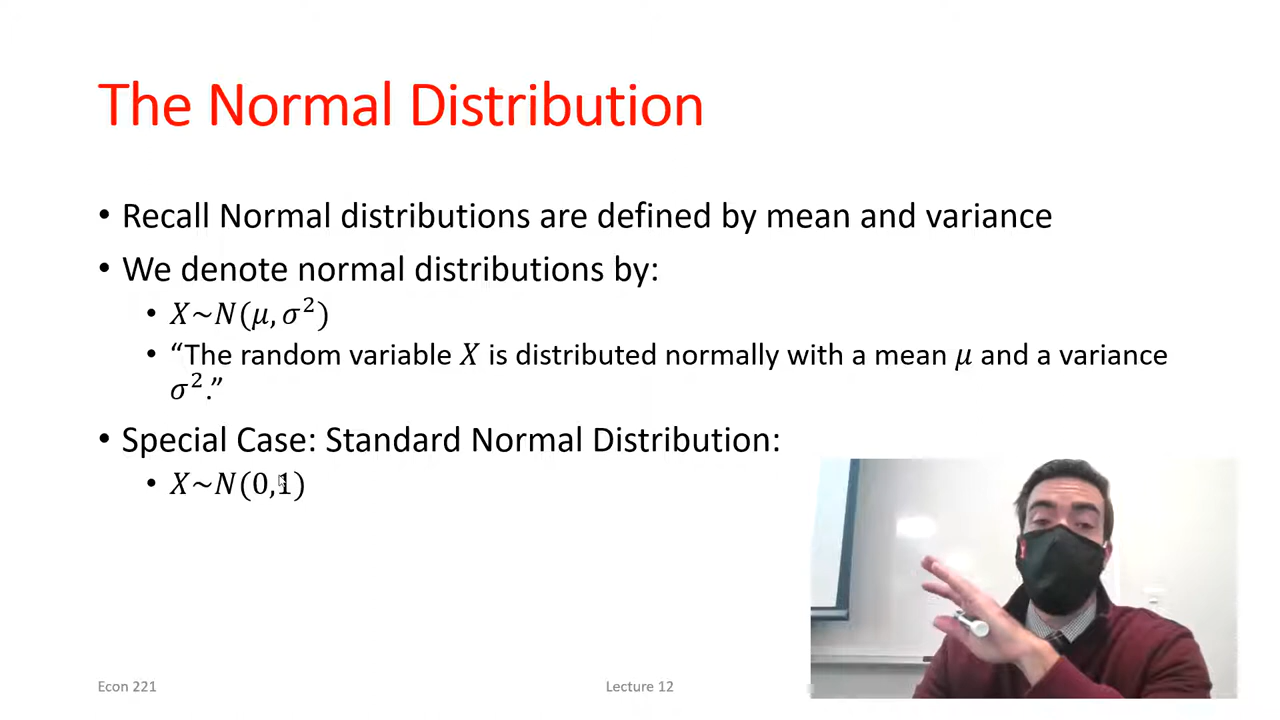 The Normal Distribution
• Recall Normal distributions are defined by mean and variance
• We denote normal distributions by:
• X~N(μ, σ²)
• “The random variable X is distributed normally with a mean μ and a variance
σ².”
• Special Case: Standard Normal Distribution:
• X~N(0,1)
Econ 221
Lecture 12